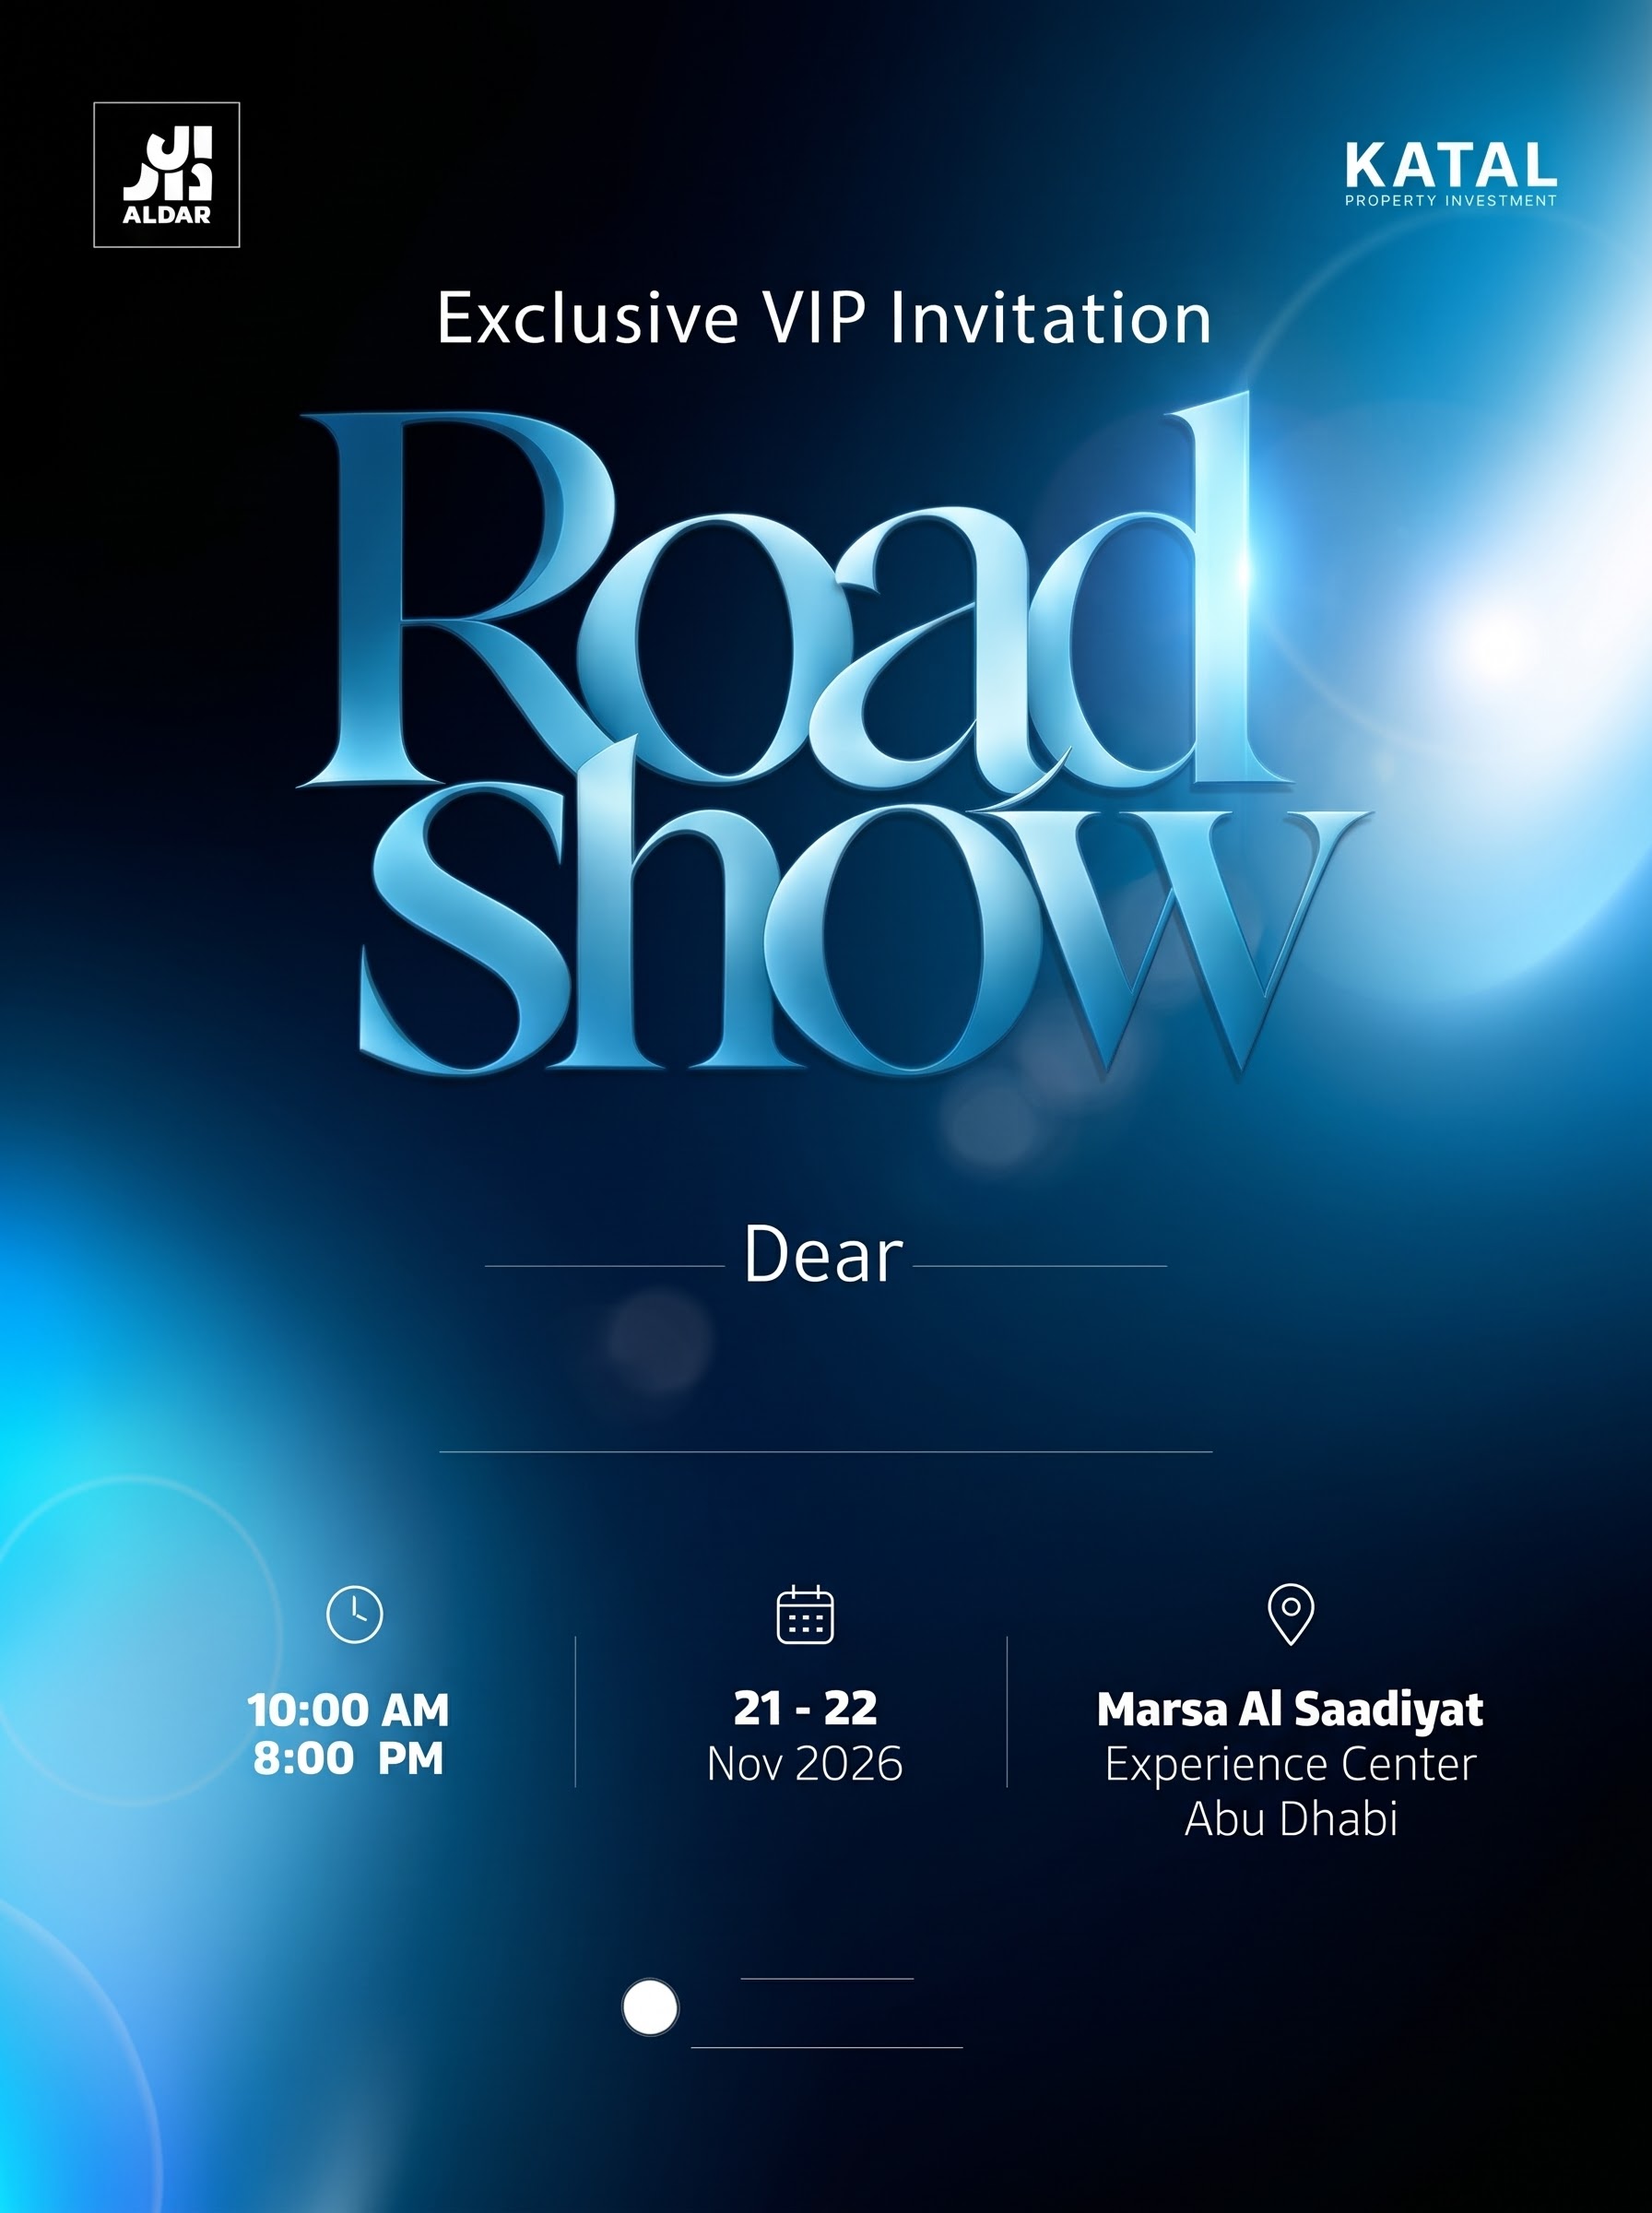 الدار
ALDAR
KATAL
PROPERTY INVESTMENT
Exclusive VIP Invitation
Road
Show
Dear
10:00 AM
8:00 PM
21 - 22
Nov 2026
Marsa Al Saadiyat
Experience Center
Abu Dhabi